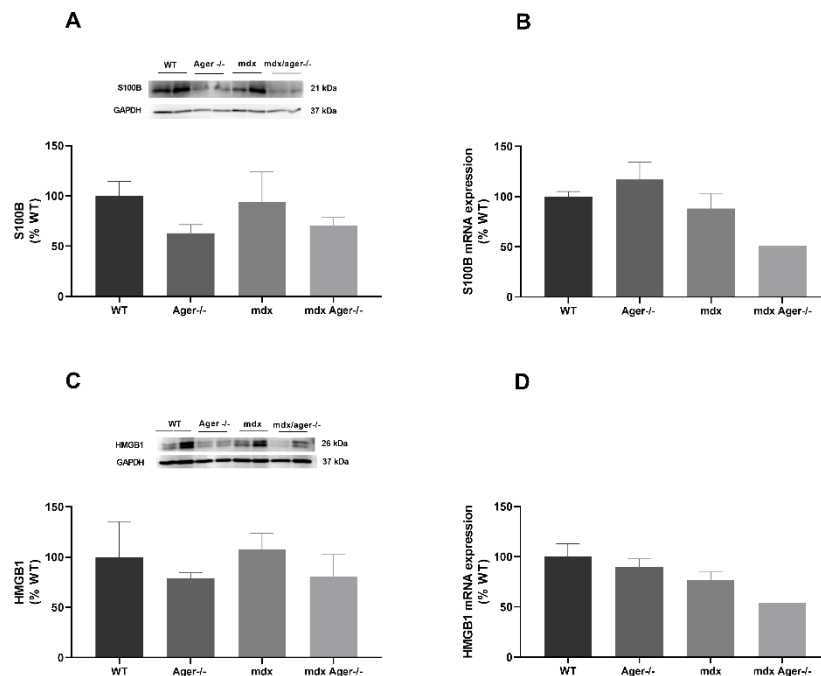 A
WT Ager -/- mdx mdx/ager-/-
S100B 21 kDa
GAPDH 37 kDa
150
100
50
0
S100B
(% WT)
WT Ager-/- mdx mdx Ager-/-
B
150
100
50
0
S100B mRNA expression
(% WT)
WT Ager-/- mdx mdx Ager-/-
C
WT Ager -/- mdx mdx/ager-/-
HMGB1 26 kDa
GAPDH 37 kDa
150
100
50
0
HMGB1
(% WT)
WT Ager-/- mdx mdx Ager-/-
D
150
100
50
0
HMGB1 mRNA expression
(% WT)
WT Ager-/- mdx mdx Ager-/-